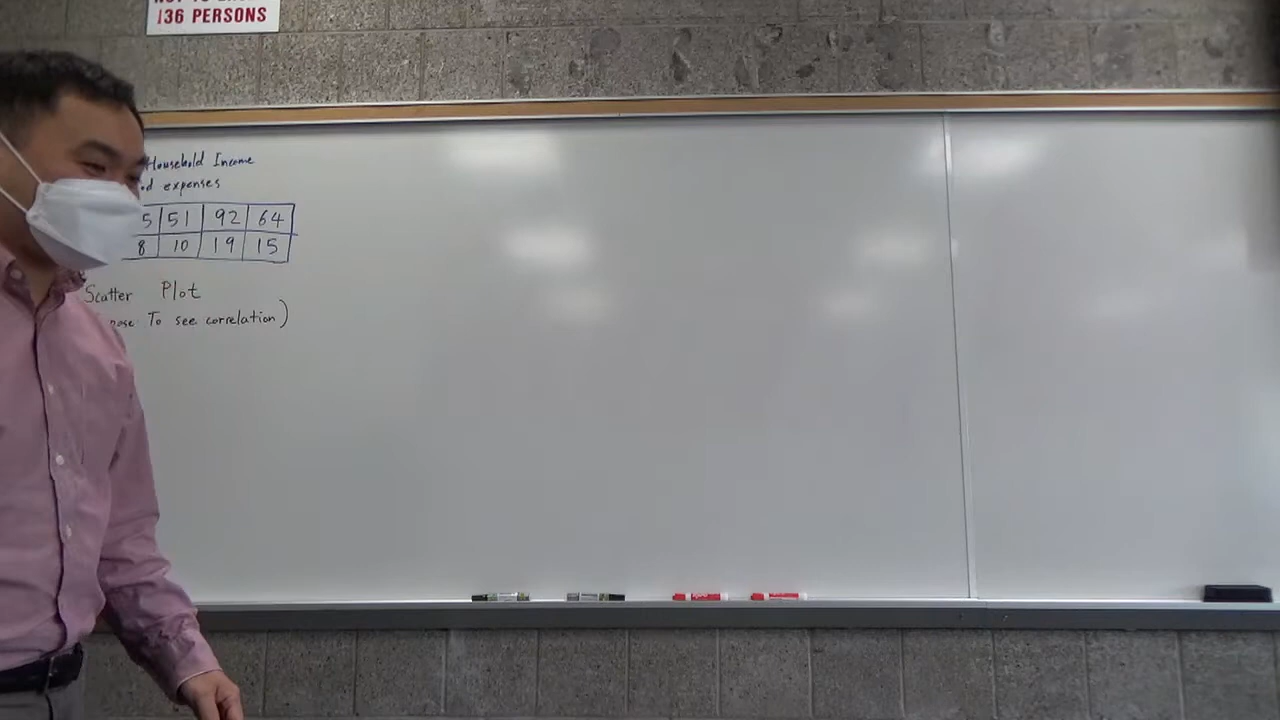 136 PERSONS
Household Income
expenses
5 51 92 64
8 10 19 15
Scatter Plot
To see correlation)